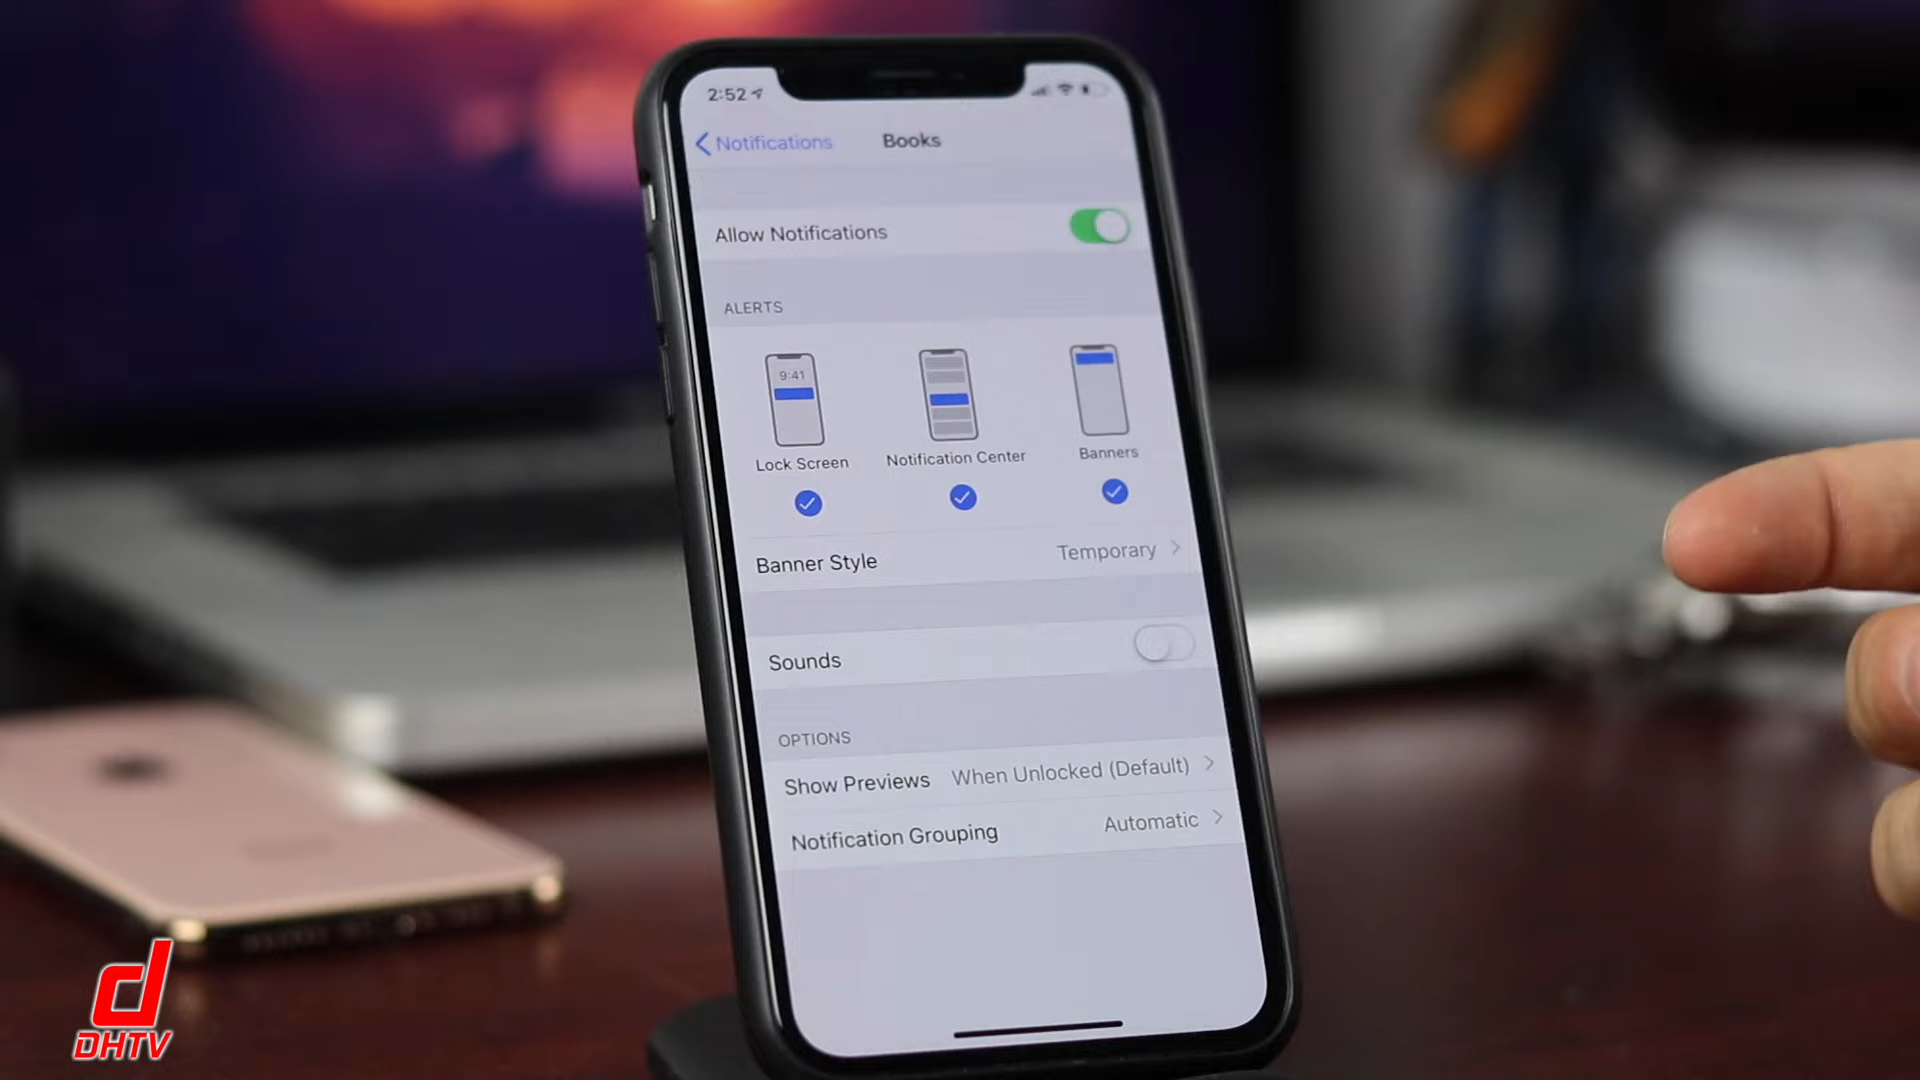 2:52
Notifications Books
Allow Notifications
ALERTS
9:41
Lock Screen Notification Center Banners
Banner Style Temporary
Sounds
OPTIONS
Show Previews When Unlocked (Default)
Notification Grouping Automatic
d
DHTV